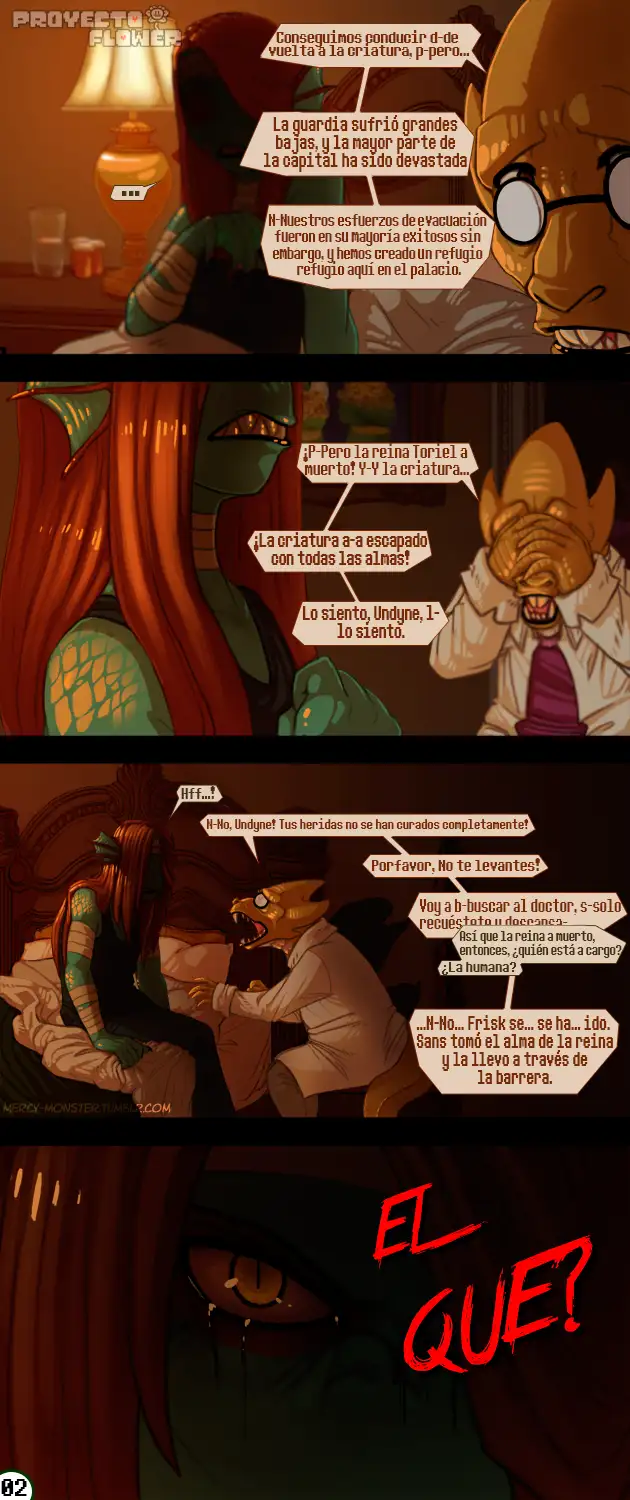 PROYECTO
FLOWER
Conseguimos conducir d-de
vuelta a la criatura, p-pero...
La guardia sufrió grandes
bajas, y la mayor parte de
la capital ha sido devastada
...
N-Nuestros esfuerzos de evacuación
fueron en su mayoría exitosos sin
embargo, y hemos creado un refugio
refugio aquí en el palacio.
¡P-Pero la reina Toriel a
muerto! Y-Y la criatura...
¡La criatura a-a escapado
con todas las almas!
Lo siento, Undyne, l-
lo siento.
Hff...!
N-No, Undyne! Tus heridas no se han curados completamente!
Porfavor, No te levantes!
Voy a b-buscar al doctor, s-solo
recuéstate y descansa-
Así que la reina a muerto,
entonces, ¿quién está a cargo?
¿La humana?
...N-No... Frisk se... se ha... ido.
Sans tomó el alma de la reina
y la llevo a través de
la barrera.
MERCY-MONSTER.TUMBLR.COM
EL
QUE?
02